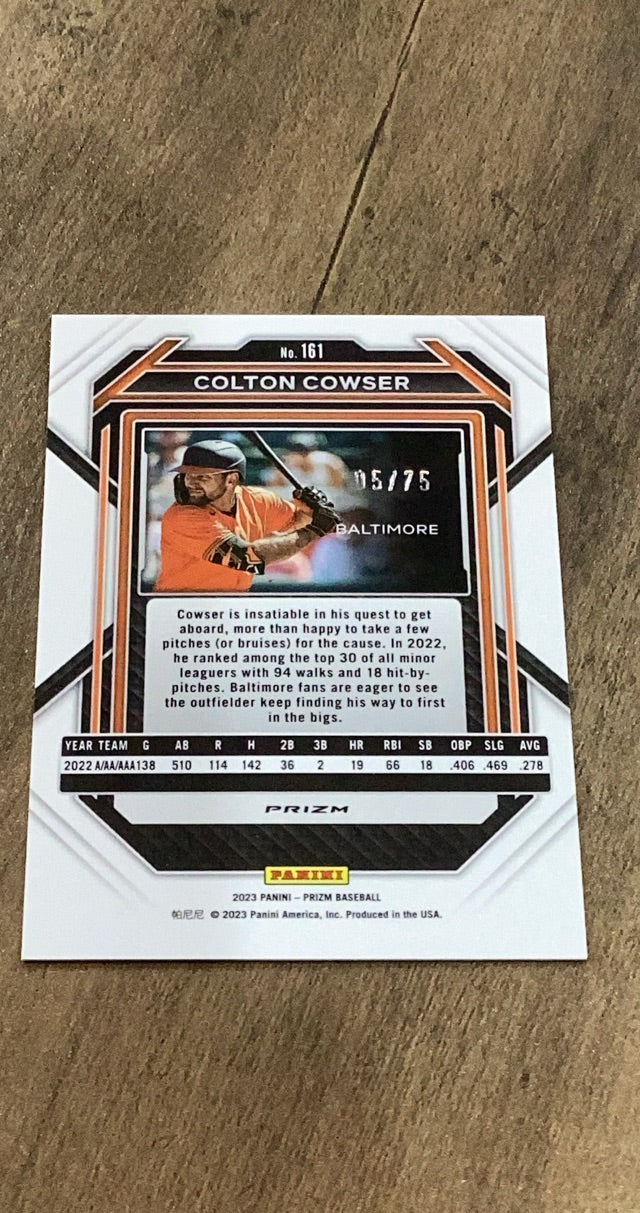 No. 161
COLTON COWSER
05/75
BALTIMORE
Cowser is insatiable in his quest to get
aboard, more than happy to take a few
pitches (or bruises) for the cause. In 2022,
he ranked among the top 30 of all minor
leaguers with 94 walks and 18 hit-by-
pitches. Baltimore fans are eager to see
the outfielder keep finding his way to first
in the bigs.
YEAR TEAM G AB R H 2B 3B HR RBI SB OBP SLG AVG
2022 A/AA/AAA 138 510 114 142 36 2 19 66 18 .406 .469 .278
PRIZM
PANINI
2023 PANINI – PRIZM BASEBALL
帕尼尼 © 2023 Panini America, Inc. Produced in the USA.